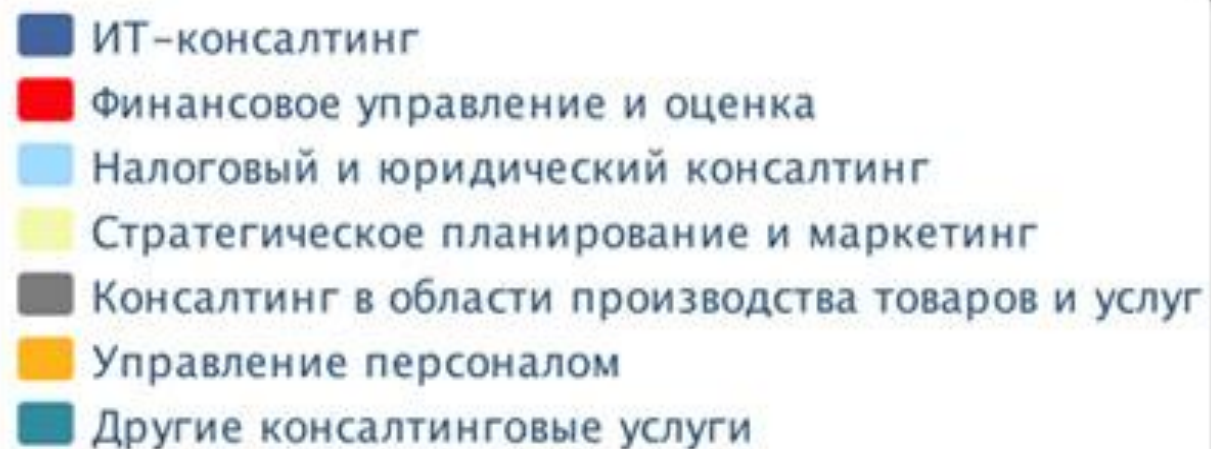 ИТ-консалтинг
Финансовое управление и оценка
Налоговый и юридический консалтинг
Стратегическое планирование и маркетинг
Консалтинг в области производства товаров и услуг
Управление персоналом
Другие консалтинговые услуги